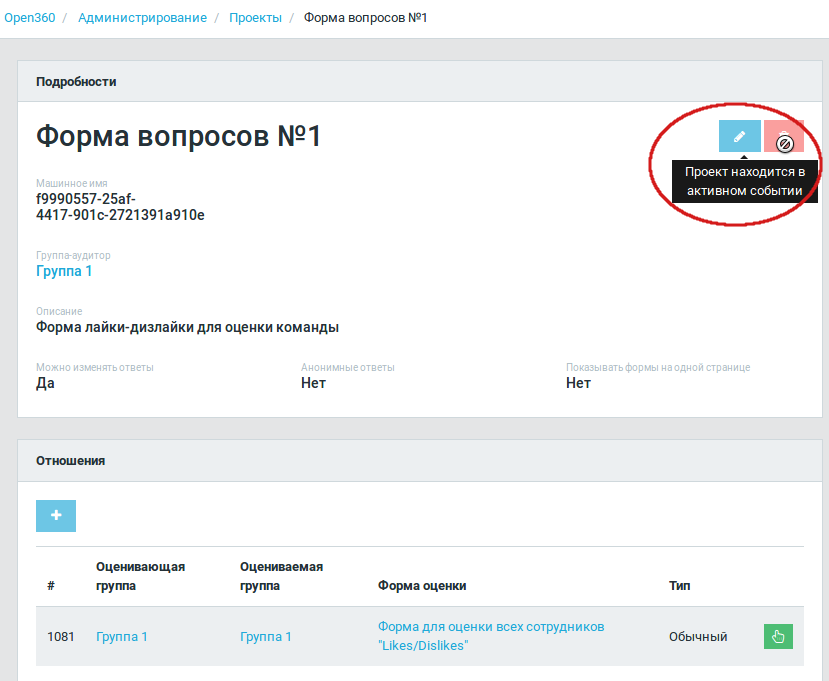 Open360 / Администрирование / Проекты / Форма вопросов №1
Подробности
Форма вопросов №1
Проект находится в
активном событии
Машинное имя
f9990557-25af-
4417-901c-2721391a910e
Группа-аудитор
Группа 1
Описание
Форма лайки-дизлайки для оценки команды
Можно изменять ответы Анонимные ответы Показывать формы на одной странице
Да Нет Нет
Отношения
+
Оценивающая Оцениваемая
# группа группа Форма оценки Тип
Форма для оценки всех сотрудников
1081 Группа 1 Группа 1 Обычный
"Likes/Dislikes"